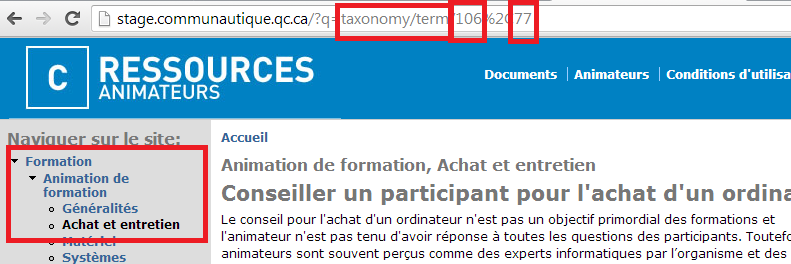 stage.communautique.qc.ca/?q=taxonomy/term/106%2077
C RESSOURCES
ANIMATEURS
Documents | Animateurs | Conditions d'utilisa
Naviguer sur le site:
Formation
Animation de
formation
Généralités
Achat et entretien
Matériel
Systèmes
Accueil
Animation de formation, Achat et entretien
Conseiller un participant pour l'achat d'un ordina
Le conseil pour l'achat d'un ordinateur n'est pas un objectif primordial des formations et
l'animateur n'est pas tenu d'avoir réponse à toutes les questions des participants. Toutefo
animateurs sont souvent perçus comme des experts informatiques par l'organisme et des